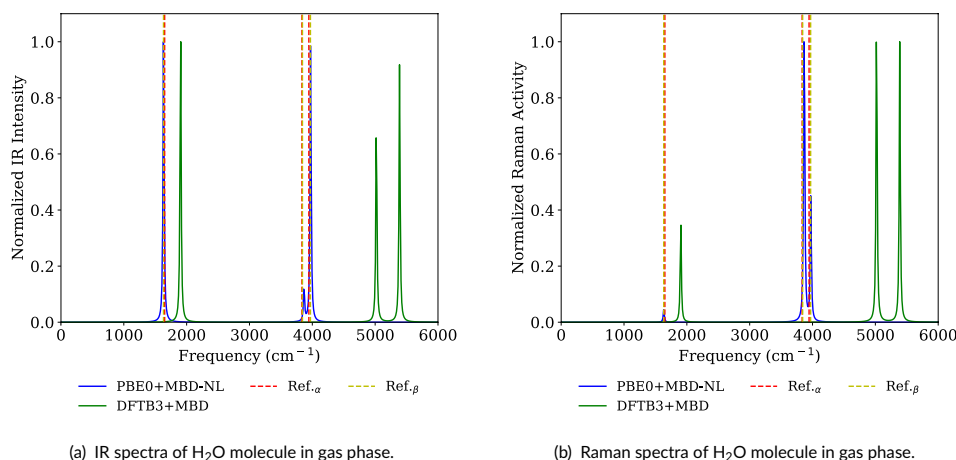 1.0
0.8
0.6
0.4
0.2
0.0
Normalized IR Intensity
0 1000 2000 3000 4000 5000 6000
Frequency (cm⁻¹)
PBE0+MBD-NL Ref.α Ref.β
DFTB3+MBD
(a) IR spectra of H₂O molecule in gas phase.
1.0
0.8
0.6
0.4
0.2
0.0
Normalized Raman Activity
0 1000 2000 3000 4000 5000 6000
Frequency (cm⁻¹)
PBE0+MBD-NL Ref.α Ref.β
DFTB3+MBD
(b) Raman spectra of H₂O molecule in gas phase.